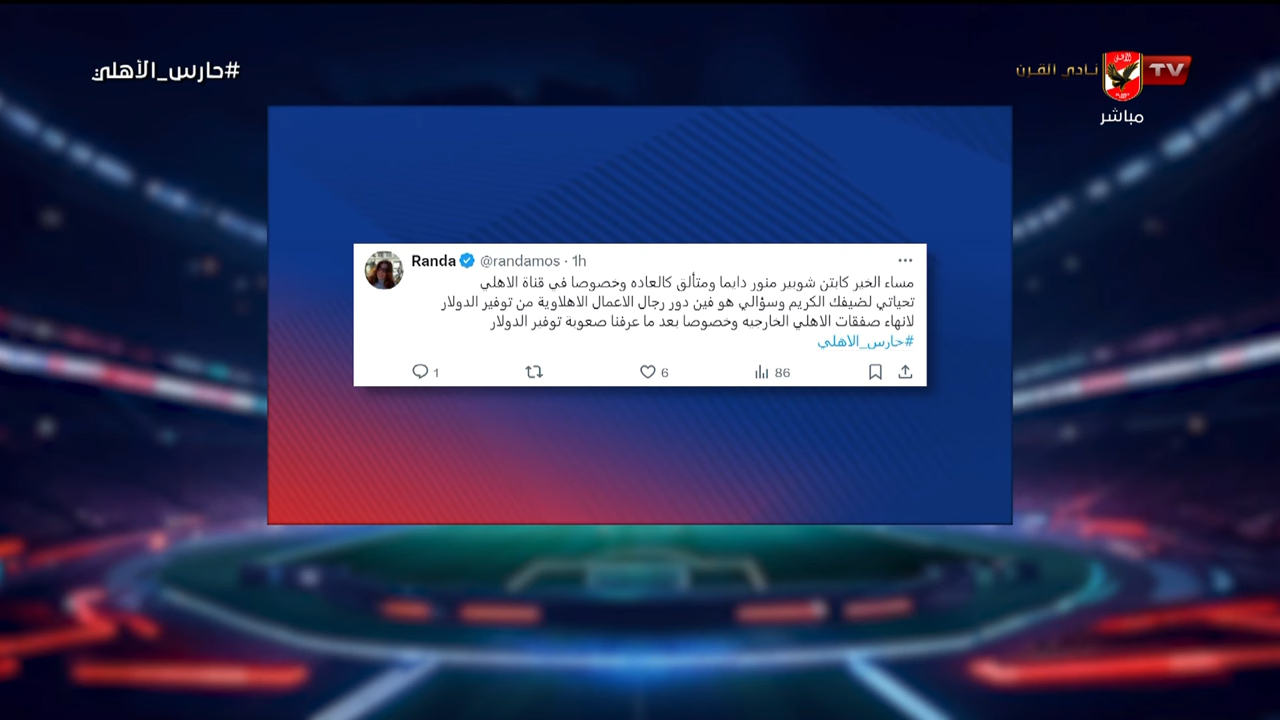 #حارس_الأهلي
نادي القرن
TV
مباشر
Randa @randamos · 1h
مساء الخير كابتن شوبير منور دايما ومتألق كالعاده وخصوصا في قناة الاهلي
تحياتي لضيفك الكريم وسؤالي هو فين دور رجال الاعمال الاهلاوية من توفير الدولار
لانهاء صفقات الاهلي الخارجيه وخصوصا بعد ما عرفنا صعوبة توفير الدولار
#حارس_الاهلي
1 6 86